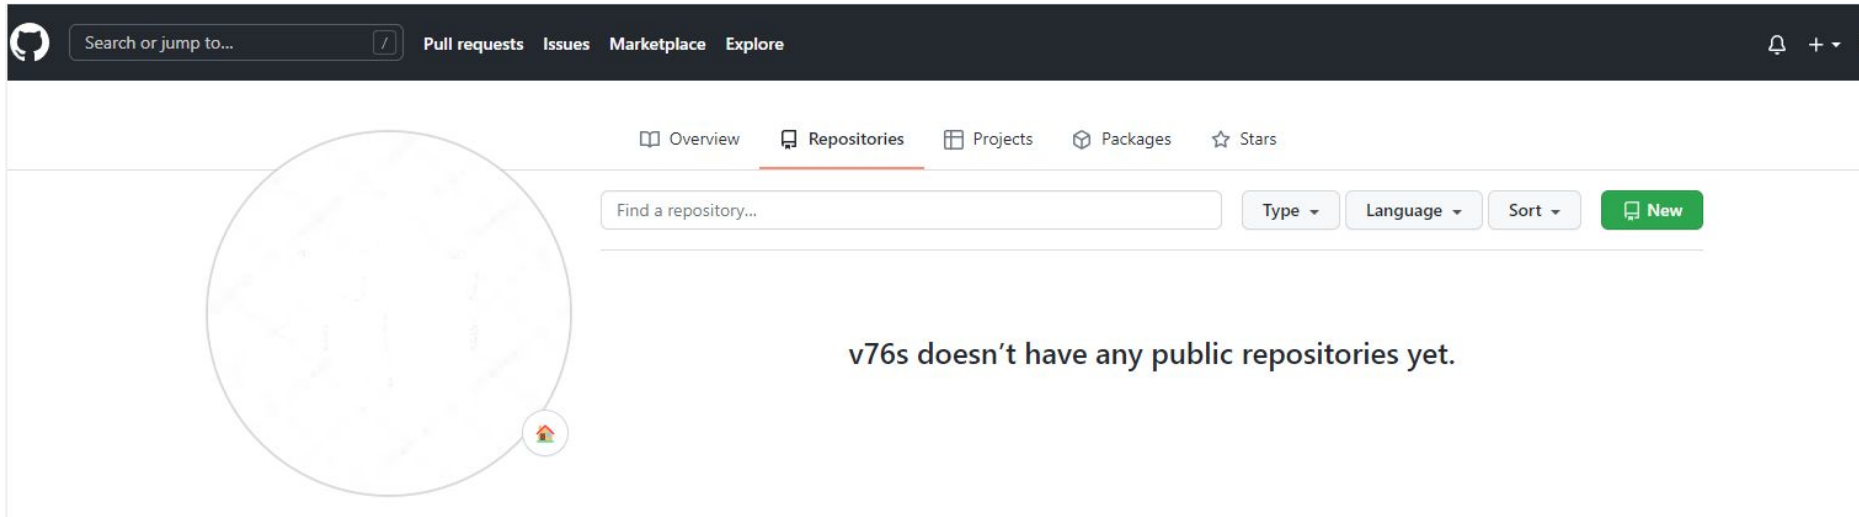 Search or jump to... / Pull requests Issues Marketplace Explore
Overview Repositories Projects Packages Stars
Find a repository... Type Language Sort New
v76s doesn’t have any public repositories yet.